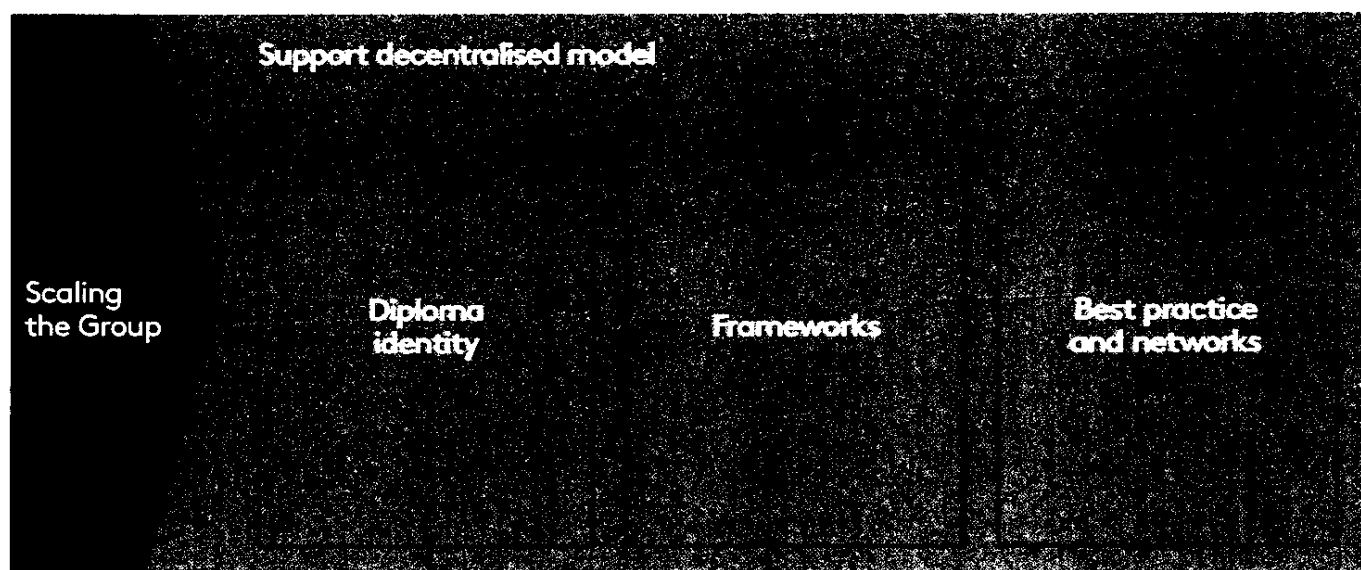 Support decentralised model
Scaling
the Group
Diploma
identity
Frameworks
Best practice
and networks